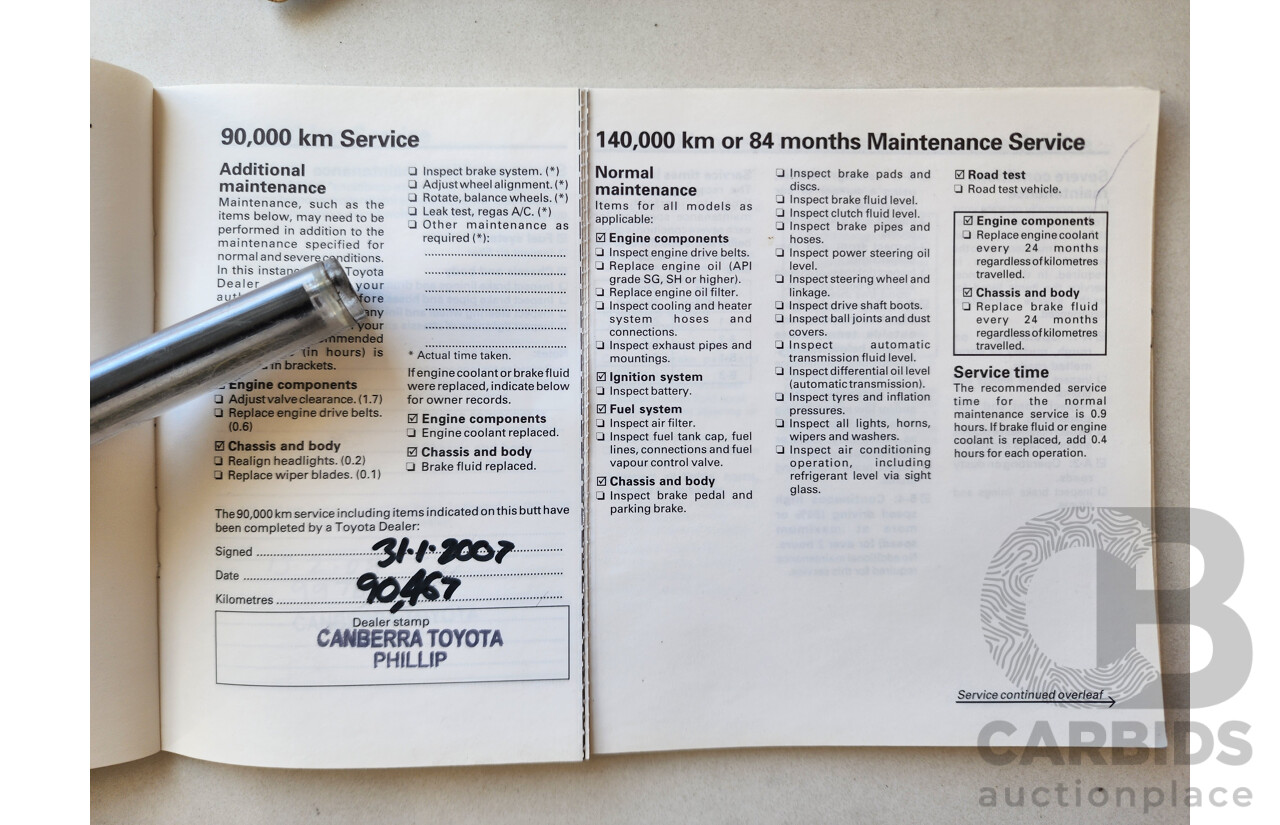 90,000 km Service
Additional
maintenance
Maintenance, such as the
items below, may need to be
performed in addition to the
maintenance specified for
normal and severe conditions.
In this Toyota
Dealer your
fore
any
your
(in hours) is
in brackets.
☑ Engine components
❏ Adjust valve clearance. (1.7)
❏ Replace engine drive belts.
(0.6)
☑ Chassis and body
❏ Realign headlights. (0.2)
❏ Replace wiper blades. (0.1)
❏ Inspect brake system. (*)
❏ Adjust wheel alignment. (*)
❏ Rotate, balance wheels. (*)
❏ Leak test, regas A/C. (*)
❏ Other maintenance as
required (*):
* Actual time taken.
If engine coolant or brake fluid
were replaced, indicate below
for owner records.
☑ Engine components
❏ Engine coolant replaced.
☑ Chassis and body
❏ Brake fluid replaced.
The 90,000 km service including items indicated on this butt have
been completed by a Toyota Dealer:
Signed
31·1·2007
Date
90,467
Kilometres
Dealer stamp
CANBERRA TOYOTA
PHILLIP
140,000 km or 84 months Maintenance Service
Normal
maintenance
Items for all models as
applicable:
☑ Engine components
❏ Inspect engine drive belts.
❏ Replace engine oil (API
grade SG, SH or higher).
❏ Replace engine oil filter.
❏ Inspect cooling and heater
system hoses and
connections.
❏ Inspect exhaust pipes and
mountings.
☑ Ignition system
❏ Inspect battery.
☑ Fuel system
❏ Inspect air filter.
❏ Inspect fuel tank cap, fuel
lines, connections and fuel
vapour control valve.
☑ Chassis and body
❏ Inspect brake pedal and
parking brake.
❏ Inspect brake pads and
discs.
❏ Inspect brake fluid level.
❏ Inspect clutch fluid level.
❏ Inspect brake pipes and
hoses.
❏ Inspect power steering oil
level.
❏ Inspect steering wheel and
linkage.
❏ Inspect drive shaft boots.
❏ Inspect ball joints and dust
covers.
❏ Inspect automatic
transmission fluid level.
❏ Inspect differential oil level
(automatic transmission).
❏ Inspect tyres and inflation
pressures.
❏ Inspect all lights, horns,
wipers and washers.
❏ Inspect air conditioning
operation, including
refrigerant level via sight
glass.
☑ Road test
❏ Road test vehicle.
☑ Engine components
❏ Replace engine coolant
every 24 months
regardless of kilometres
travelled.
☑ Chassis and body
❏ Replace brake fluid
every 24 months
regardless of kilometres
travelled.
Service time
The recommended service
time for the normal
maintenance service is 0.9
hours. If brake fluid or engine
coolant is replaced, add 0.4
hours for each operation.
Service continued overleaf
CB
CARBIDS
auctionplace